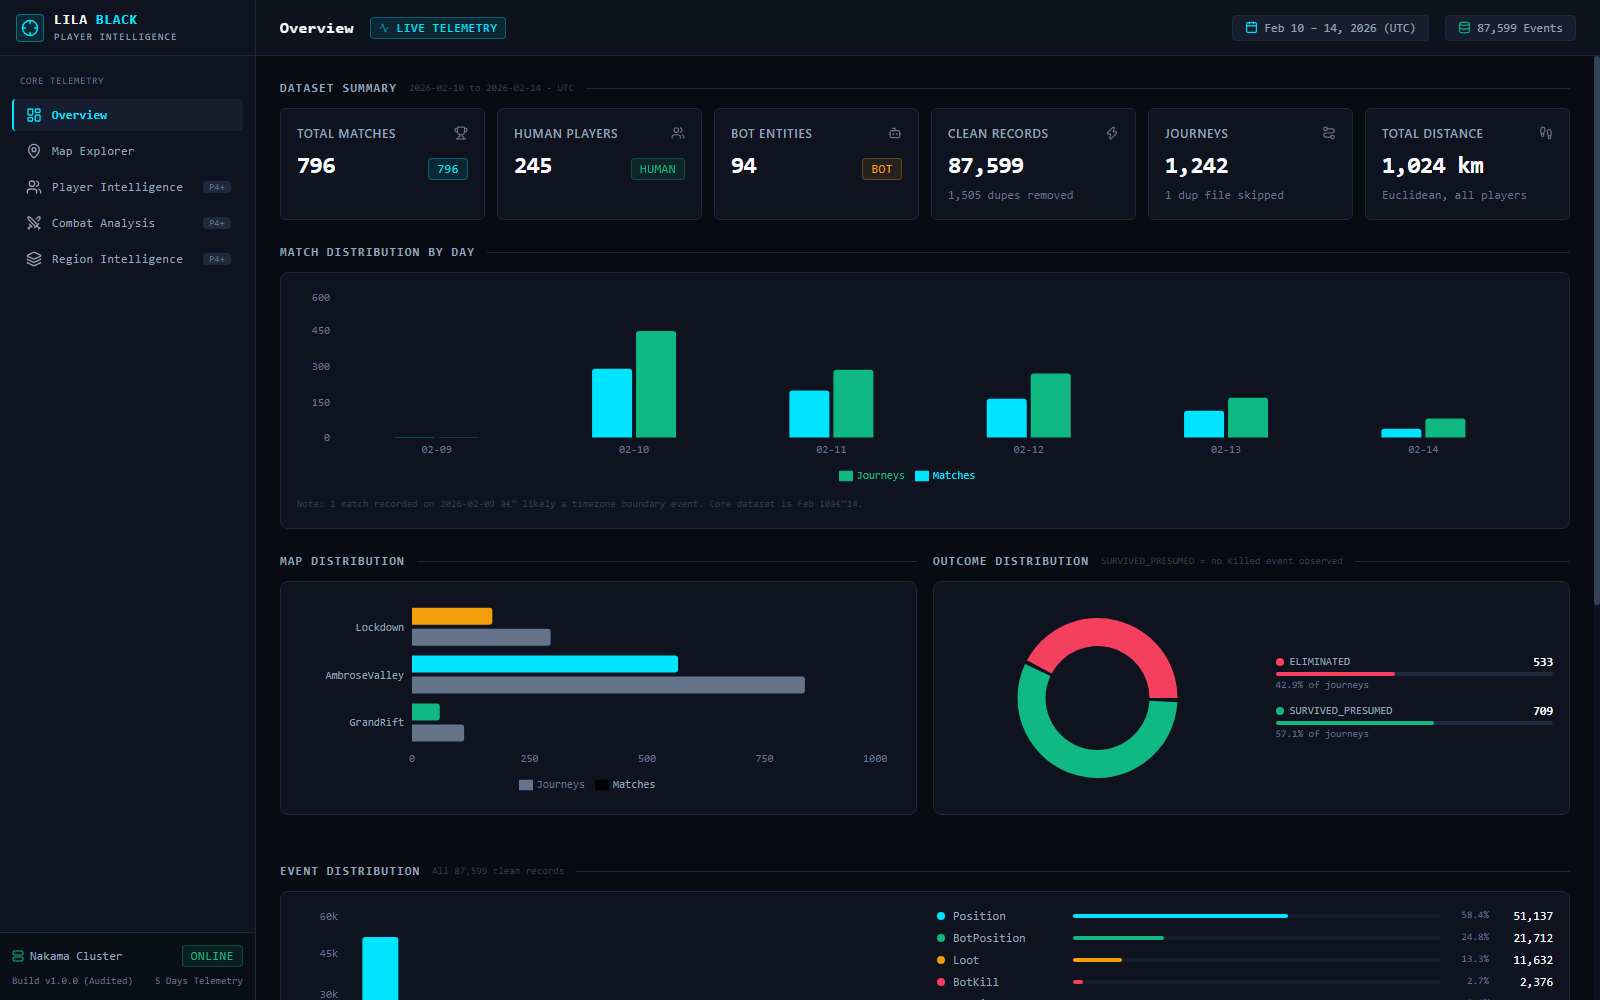 LILA BLACK
PLAYER INTELLIGENCE
CORE TELEMETRY
Overview
Map Explorer
Player Intelligence P4+
Combat Analysis P4+
Region Intelligence P4+
Nakama Cluster ONLINE
Build v1.0.0 (Audited) 5 Days Telemetry
Overview LIVE TELEMETRY Feb 10 – 14, 2026 (UTC) 87,599 Events
DATASET SUMMARY 2026-02-10 to 2026-02-14 - UTC
TOTAL MATCHES
796 796
HUMAN PLAYERS
245 HUMAN
BOT ENTITIES
94 BOT
CLEAN RECORDS
87,599
1,505 dupes removed
JOURNEYS
1,242
1 dup file skipped
TOTAL DISTANCE
1,024 km
Euclidean, all players
MATCH DISTRIBUTION BY DAY
600
450
300
150
0
02-09 02-10 02-11 02-12 02-13 02-14
Journeys Matches
Note: 1 match recorded on 2026-02-09 â€" likely a timezone boundary event. Core dataset is Feb 10â€"14.
MAP DISTRIBUTION
Lockdown
AmbroseValley
GrandRift
0 250 500 750 1000
Journeys Matches
OUTCOME DISTRIBUTION SURVIVED_PRESUMED = no Killed event observed
ELIMINATED 533
42.9% of journeys
SURVIVED_PRESUMED 709
57.1% of journeys
EVENT DISTRIBUTION All 87,599 clean records
60k
45k
30k
Position 58.4% 51,137
BotPosition 24.8% 21,712
Loot 13.3% 11,632
BotKill 2.7% 2,376